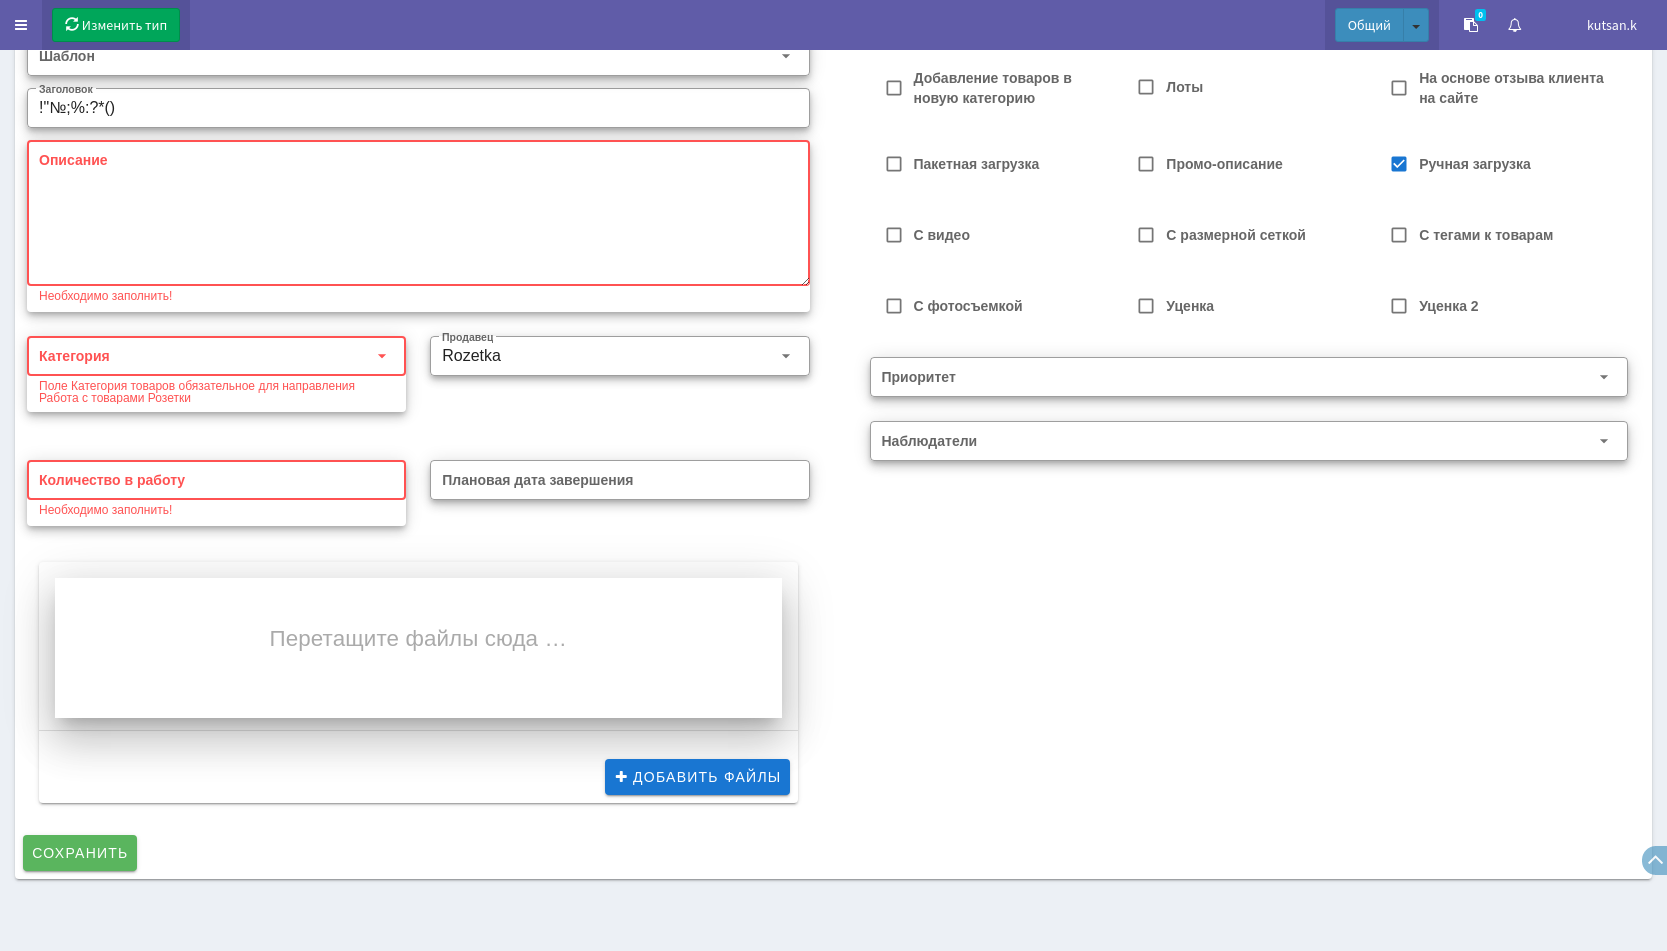 Изменить тип
Общий
0
kutsan.k
Шаблон
Заголовок
!"№;%:?*()
Описание
Необходимо заполнить!
Категория
Поле Категория товаров обязательное для направления
Работа с товарами Розетки
Продавец
Rozetka
Количество в работу
Необходимо заполнить!
Плановая дата завершения
Перетащите файлы сюда …
ДОБАВИТЬ ФАЙЛЫ
СОХРАНИТЬ
Добавление товаров в
новую категорию
Лоты
На основе отзыва клиента
на сайте
Пакетная загрузка
Промо-описание
Ручная загрузка
С видео
С размерной сеткой
С тегами к товарам
С фотосъемкой
Уценка
Уценка 2
Приоритет
Наблюдатели